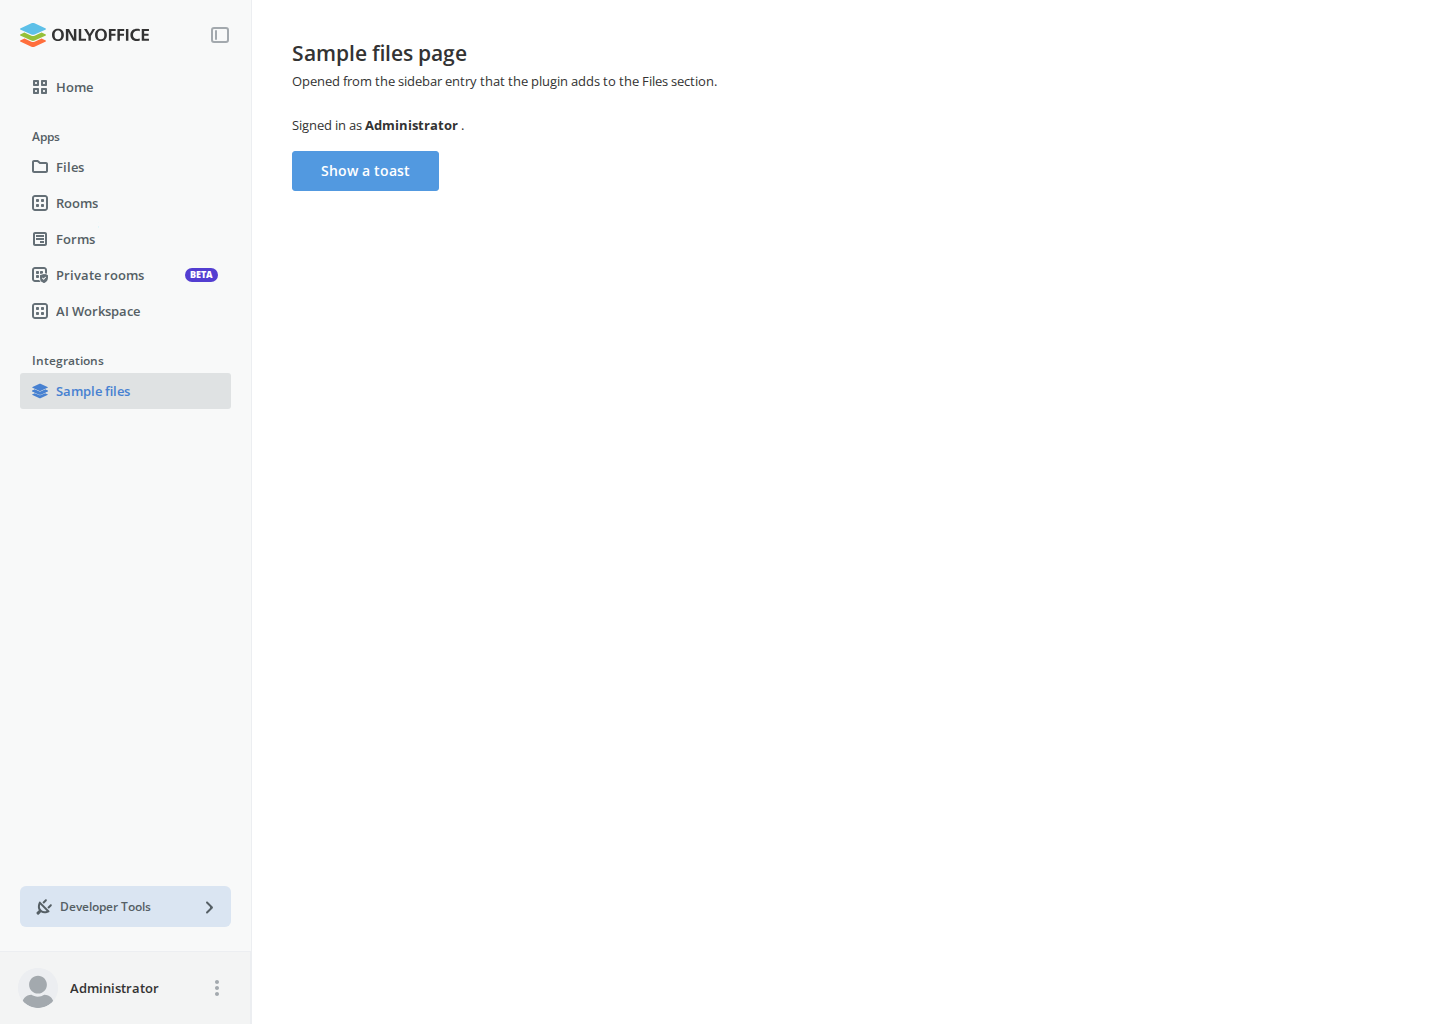 ONLYOFFICE
Home
Apps
Files
Rooms
Forms
Private rooms BETA
AI Workspace
Integrations
Sample files
Developer Tools
Administrator
Sample files page
Opened from the sidebar entry that the plugin adds to the Files section.
Signed in as Administrator .
Show a toast